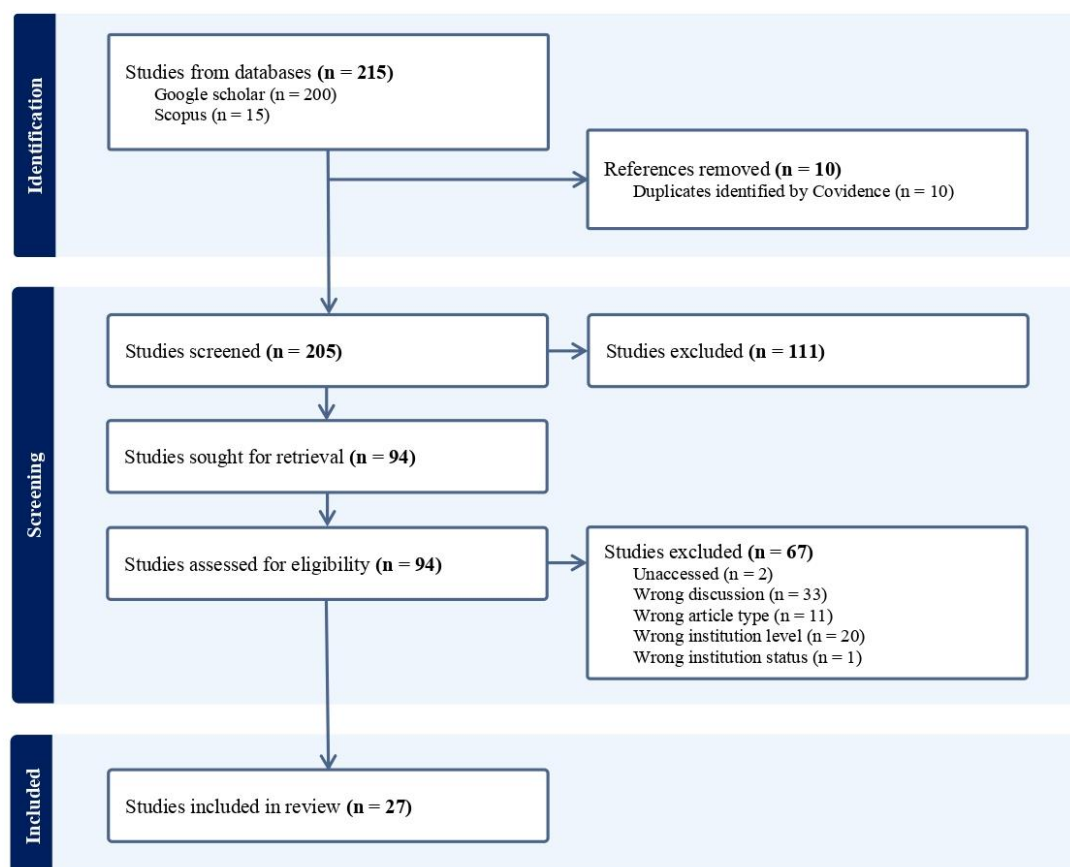 Identification
Studies from databases (n = 215)
Google scholar (n = 200)
Scopus (n = 15)
References removed (n = 10)
Duplicates identified by Covidence (n = 10)
Screening
Studies screened (n = 205)
Studies excluded (n = 111)
Studies sought for retrieval (n = 94)
Studies assessed for eligibility (n = 94)
Studies excluded (n = 67)
Unaccessed (n = 2)
Wrong discussion (n = 33)
Wrong article type (n = 11)
Wrong institution level (n = 20)
Wrong institution status (n = 1)
Included
Studies included in review (n = 27)